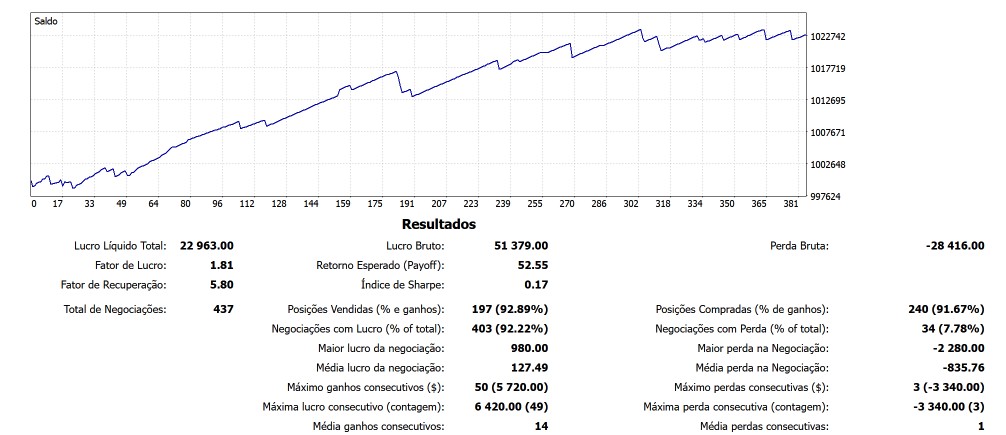 Saldo
1022742
1017719
1012695
1007671
1002648
997624
0 17 33 49 64 80 96 112 128 144 159 175 191 207 223 239 255 270 286 302 318 334 350 365 381
Resultados
Lucro Líquido Total: 22 963.00 Lucro Bruto: 51 379.00 Perda Bruta: -28 416.00
Fator de Lucro: 1.81 Retorno Esperado (Payoff): 52.55
Fator de Recuperação: 5.80 Índice de Sharpe: 0.17
Total de Negociações: 437 Posições Vendidas (% e ganhos): 197 (92.89%) Posições Compradas (% de ganhos): 240 (91.67%)
Negociações com Lucro (% of total): 403 (92.22%) Negociações com Perda (% of total): 34 (7.78%)
Maior lucro da negociação: 980.00 Maior perda na Negociação: -2 280.00
Média lucro da negociação: 127.49 Média perda na Negociação: -835.76
Máximo ganhos consecutivos ($): 50 (5 720.00) Máximo perdas consecutivas ($): 3 (-3 340.00)
Máxima lucro consecutivo (contagem): 6 420.00 (49) Máxima perda consecutiva (contagem): -3 340.00 (3)
Média ganhos consecutivos: 14 Média perdas consecutivas: 1